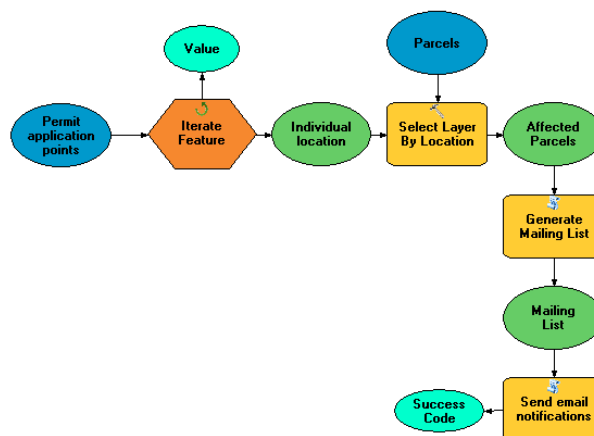 Value
Parcels
Permit
application
points
Iterate
Feature
Individual
location
Select Layer
By Location
Affected
Parcels
Generate
Mailing List
Mailing
List
Success
Code
Send email
notifications